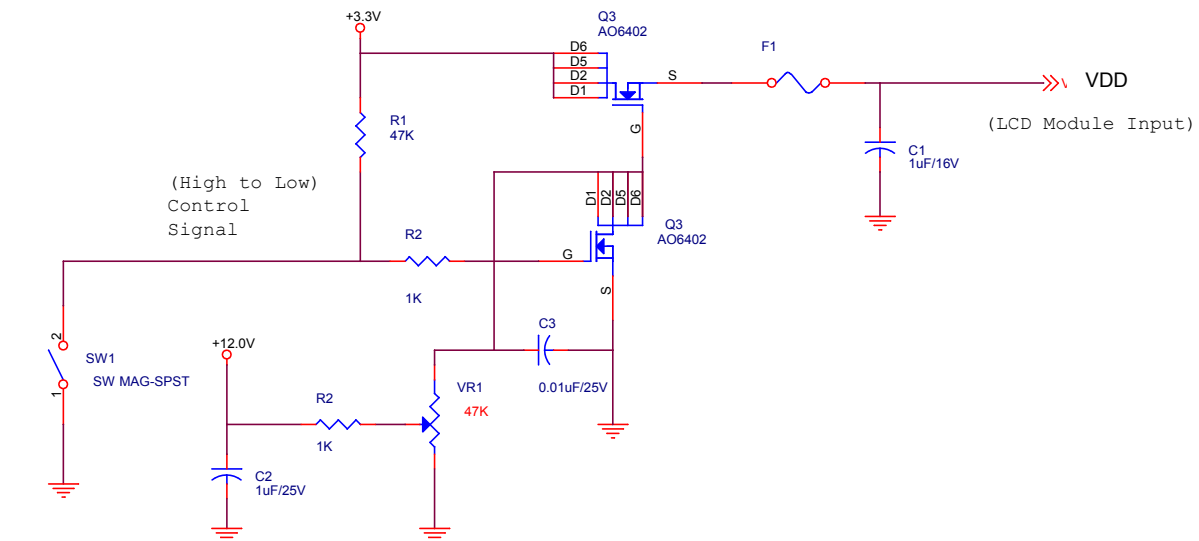 +3.3V
Q3
AO6402
F1
D6
D5
D2
D1
S
VDD
G
(LCD Module Input)
R1
47K
C1
1uF/16V
(High to Low)
Control
Signal
D1
D2
D5
D6
Q3
AO6402
R2
G
1K
S
C3
0.01uF/25V
+12.0V
2
SW1
SW MAG-SPST
1
VR1
47K
R2
1K
C2
1uF/25V